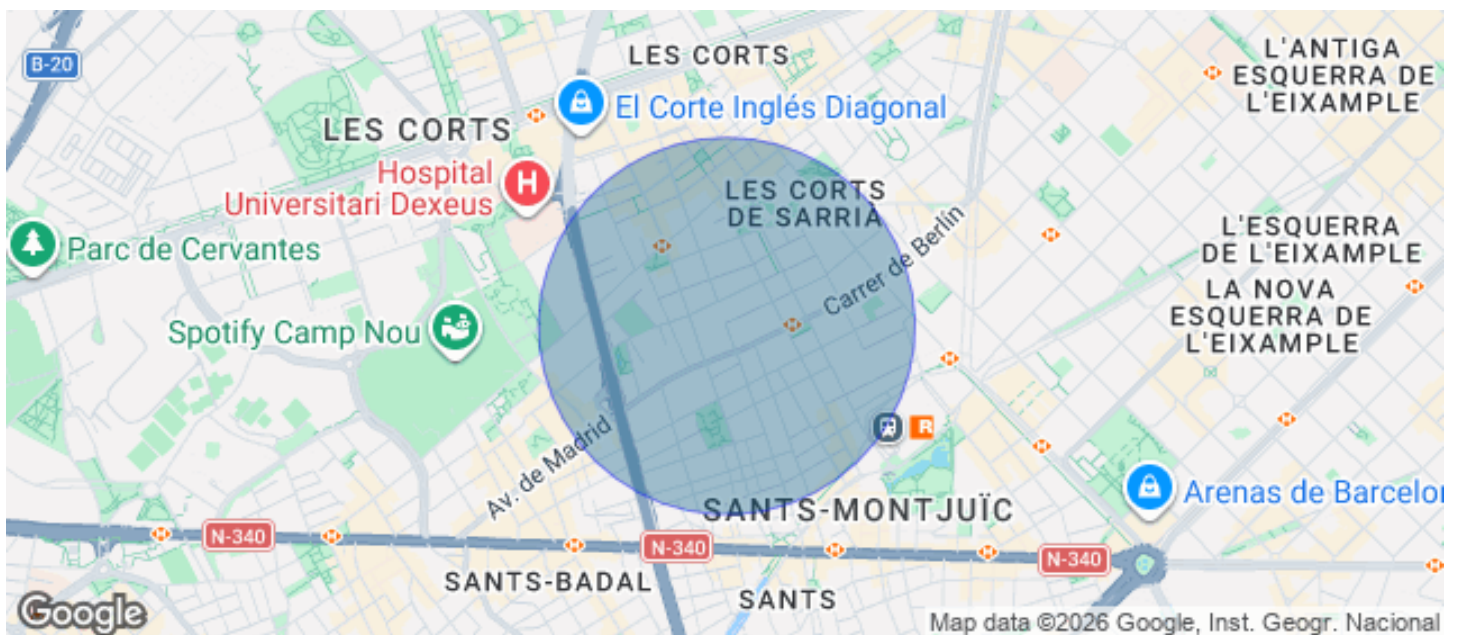 LES CORTS
L'ANTIGA
ESQUERRA DE
L'EIXAMPLE
B-20
El Corte Inglés Diagonal
LES CORTS
Hospital
Universitari Dexeus
H
LES CORTS
DE SARRIÀ
Parc de Cervantes
Carrer de Berlín
L'ESQUERRA
DE L'EIXAMPLE
LA NOVA
ESQUERRA DE
L'EIXAMPLE
Spotify Camp Nou
Av. de Madrid
R
SANTS-MONTJUÏC
Arenas de Barcelor
N-340
N-340
N-340
SANTS-BADAL
SANTS
Google
Map data ©2026 Google, Inst. Geogr. Nacional